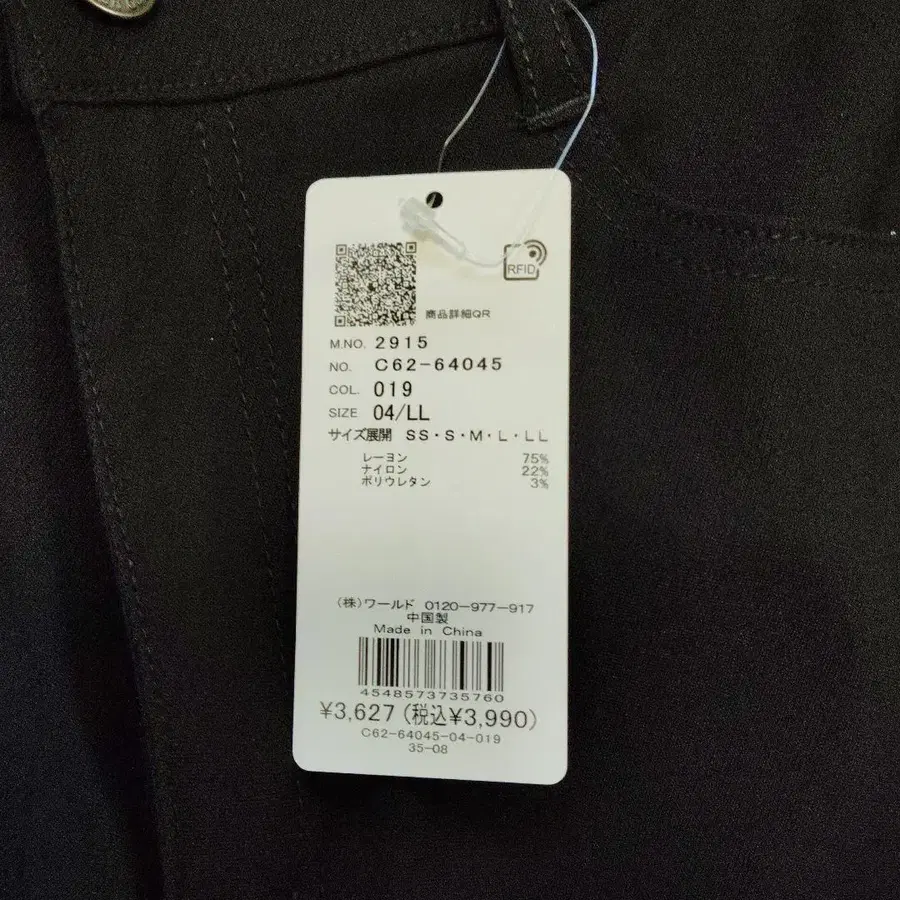 RFID
商品詳細QR
M.NO. 2915
NO. C62-64045
COL. 019
SIZE 04/LL
サイズ展開 SS・S・M・L・LL
レーヨン 75%
ナイロン 22%
ポリウレタン 3%
(株)ワールド 0120-977-917
中国製
Made in China
4548573735760
¥3,627(税込¥3,990)
C62-64045-04-019
35-08